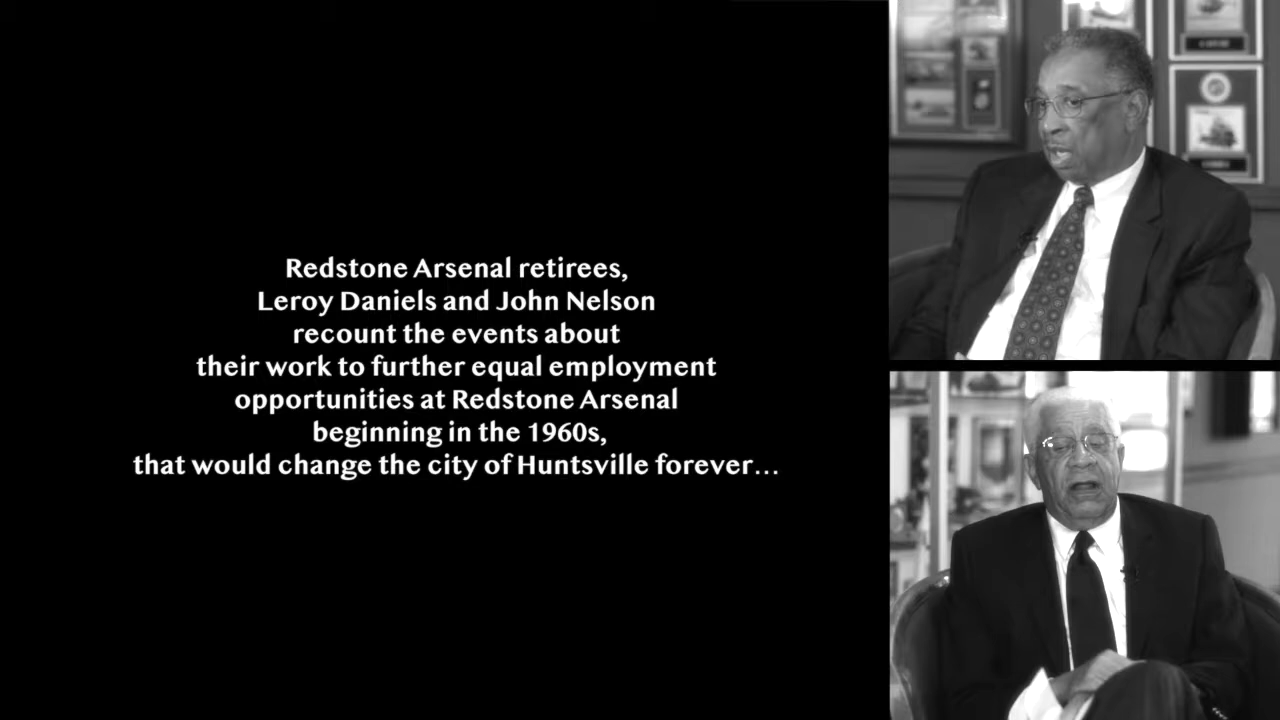 Redstone Arsenal retirees,
Leroy Daniels and John Nelson
recount the events about
their work to further equal employment
opportunities at Redstone Arsenal
beginning in the 1960s,
that would change the city of Huntsville forever...